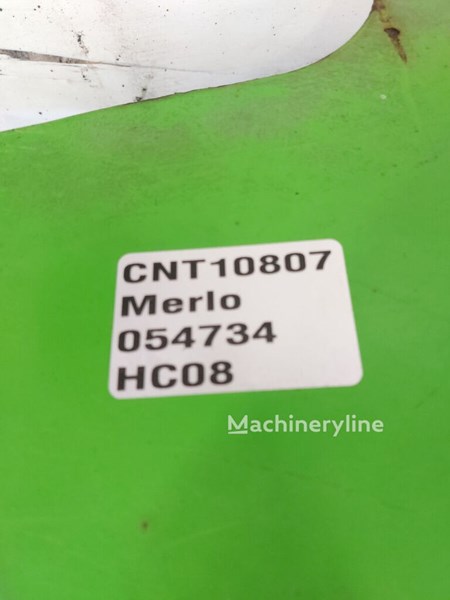 CNT10807
Merlo
054734
HC08
Machineryline